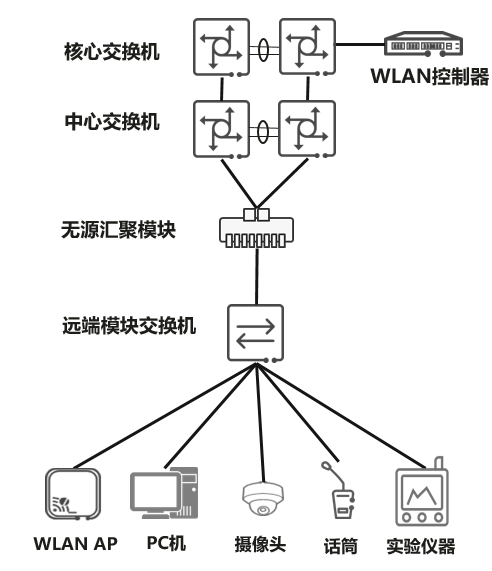 核心交换机
WLAN控制器
中心交换机
无源汇聚模块
远端模块交换机
WLAN AP
PC机
摄像头
话筒
实验仪器